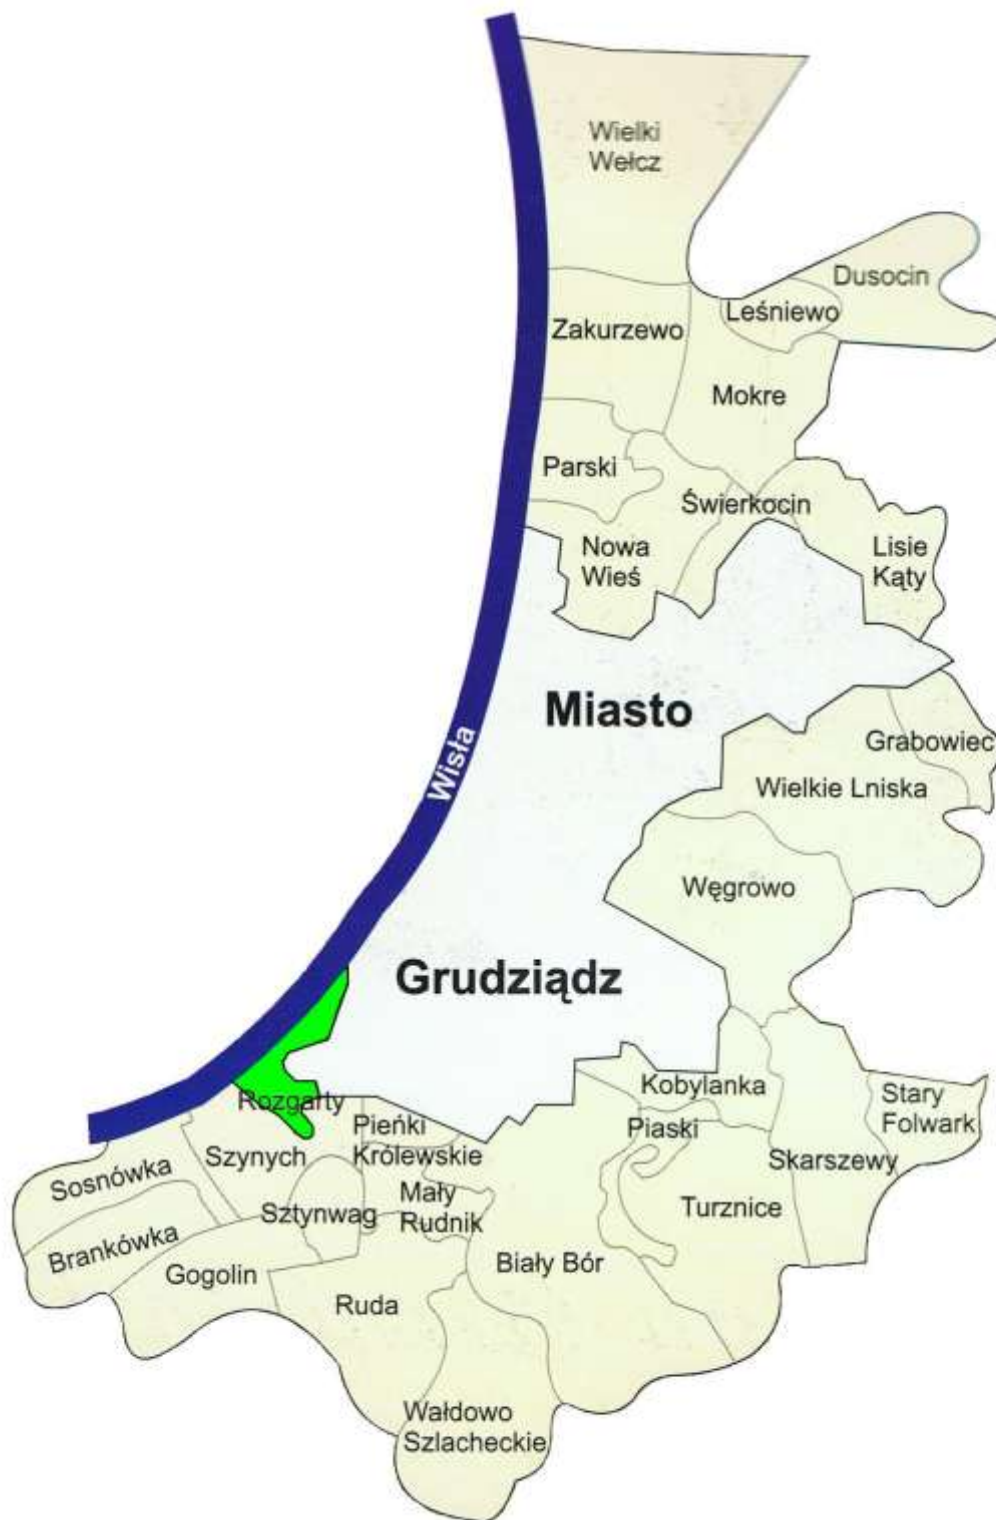 Wielki
Wełcz
Dusocin
Leśniewo
Zakurzewo
Mokre
Parski
Świerkocin
Nowa
Wieś
Lisie
Kąty
Miasto
Grabowiec
Wisła
Wielkie Lniska
Węgrowo
Grudziądz
Kobylanka
Stary
Folwark
Rozgarty
Pieńki
Królewskie
Piaski
Szynych
Skarszewy
Sosnówka
Mały
Rudnik
Sztynwag
Turznice
Brankówka
Biały Bór
Gogolin
Ruda
Wałdowo
Szlacheckie